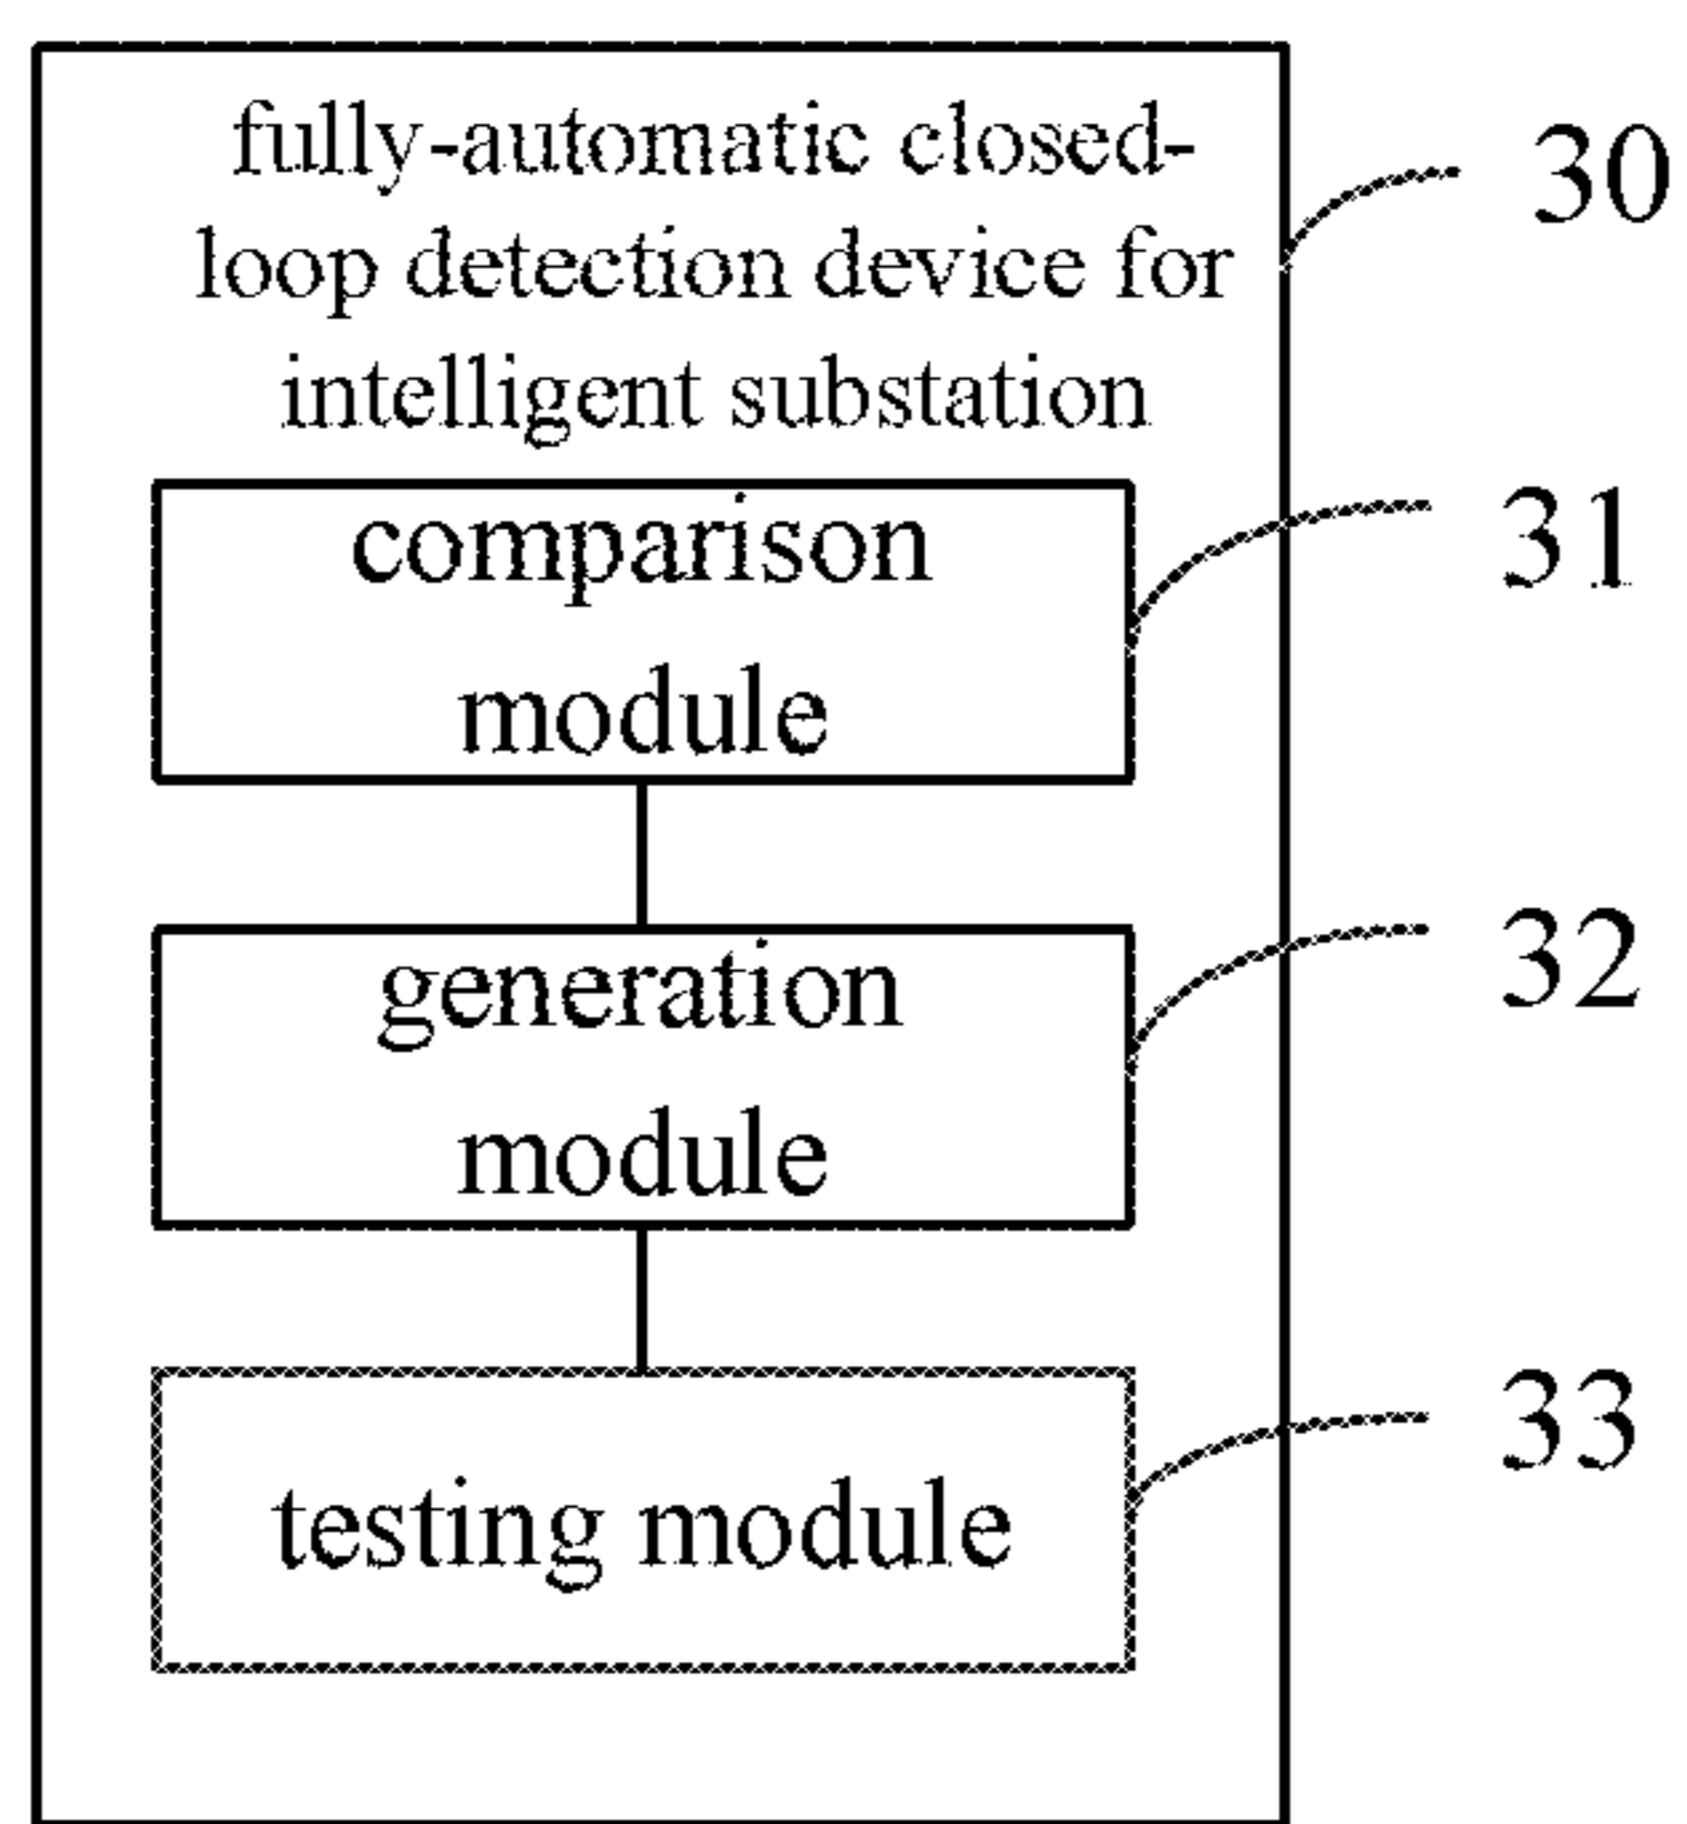 fully-automatic closed-
loop detection device for
intelligent substation
30
comparison
module
31
generation
module
32
testing module
33